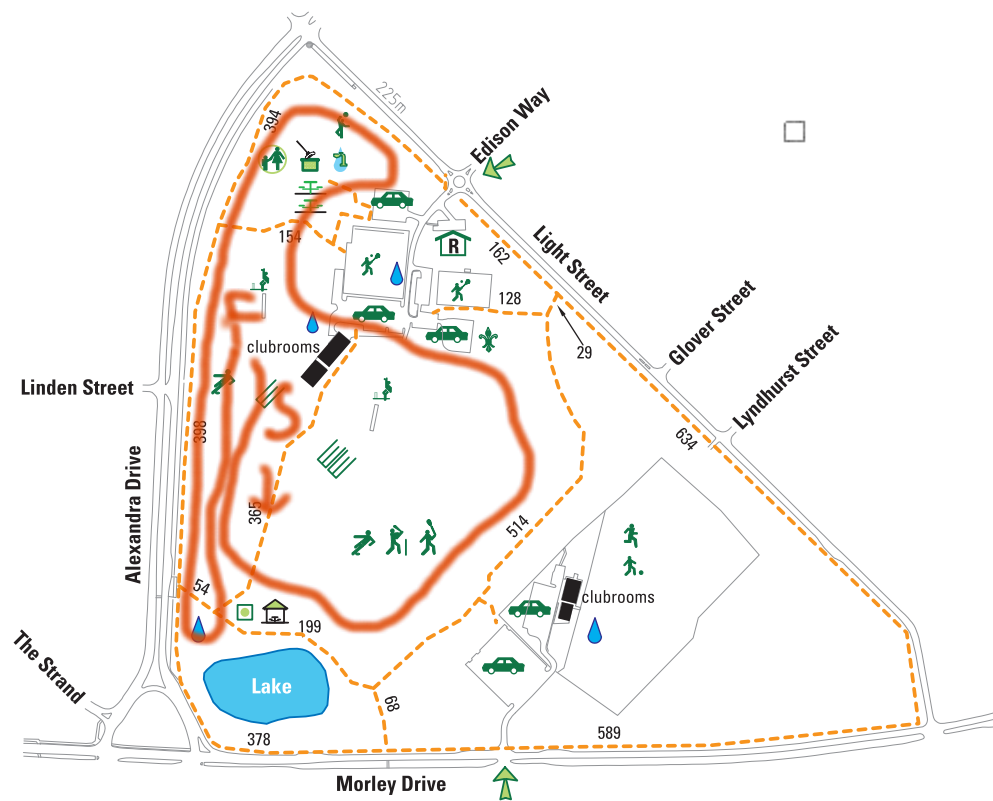 225m
394
Edison Way
154
R
162
Light Street
128
29
Glover Street
clubrooms
Linden Street
Lyndhurst Street
398
634
Alexandra Drive
365
514
54
clubrooms
199
The Strand
Lake
68
378
589
Morley Drive
F
S